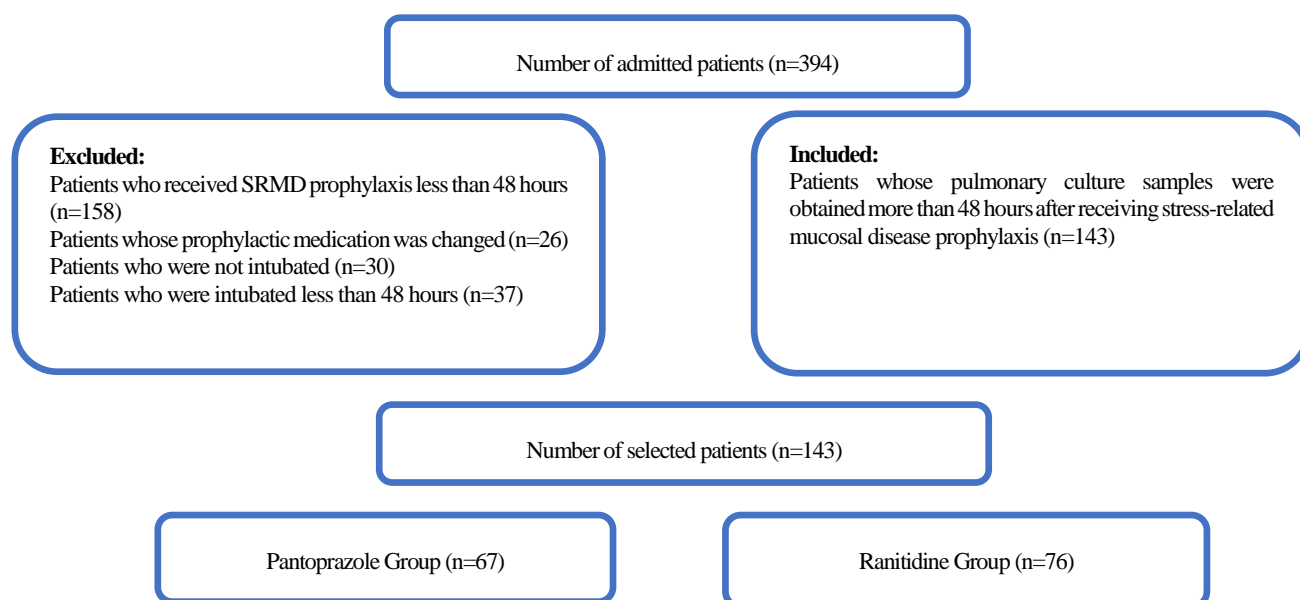 Number of admitted patients (n=394)
Excluded:
Patients who received SRMD prophylaxis less than 48 hours
(n=158)
Patients whose prophylactic medication was changed (n=26)
Patients who were not intubated (n=30)
Patients who were intubated less than 48 hours (n=37)
Included:
Patients whose pulmonary culture samples were
obtained more than 48 hours after receiving stress-related
mucosal disease prophylaxis (n=143)
Number of selected patients (n=143)
Pantoprazole Group (n=67)
Ranitidine Group (n=76)